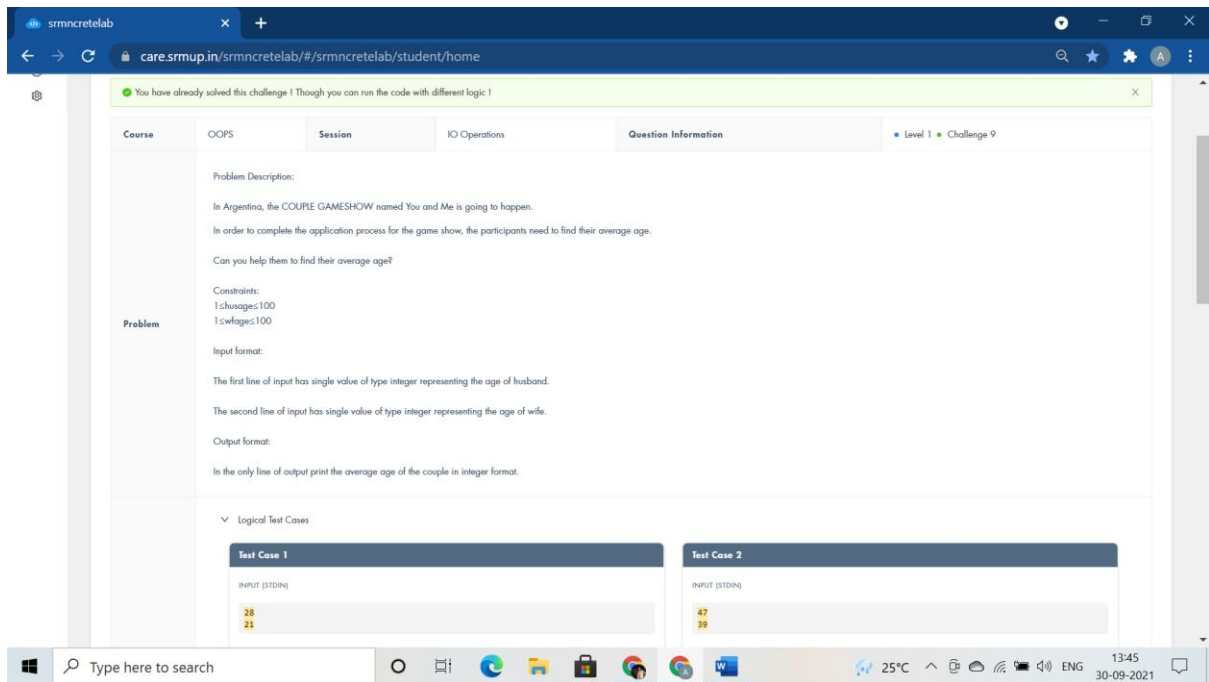 srmncretelab
care.srmup.in/srmncretelab/#/srmncretelab/student/home
A
You have already solved this challenge ! Though you can run the code with different logic !
Course OOPS Session IO Operations Question Information Level 1 Challenge 9
Problem Description:
In Argentina, the COUPLE GAMESHOW named You and Me is going to happen.
In order to complete the application process for the game show, the participants need to find their average age.
Can you help them to find their average age?
Constraints:
1≤husage≤100
1≤wfage≤100
Problem
Input format:
The first line of input has single value of type integer representing the age of husband.
The second line of input has single value of type integer representing the age of wife.
Output format:
In the only line of output print the average age of the couple in integer format.
Logical Test Cases
Test Case 1 Test Case 2
INPUT (STDIN) INPUT (STDIN)
28 47
21 39
Type here to search
W
25°C ENG 13:45
30-09-2021